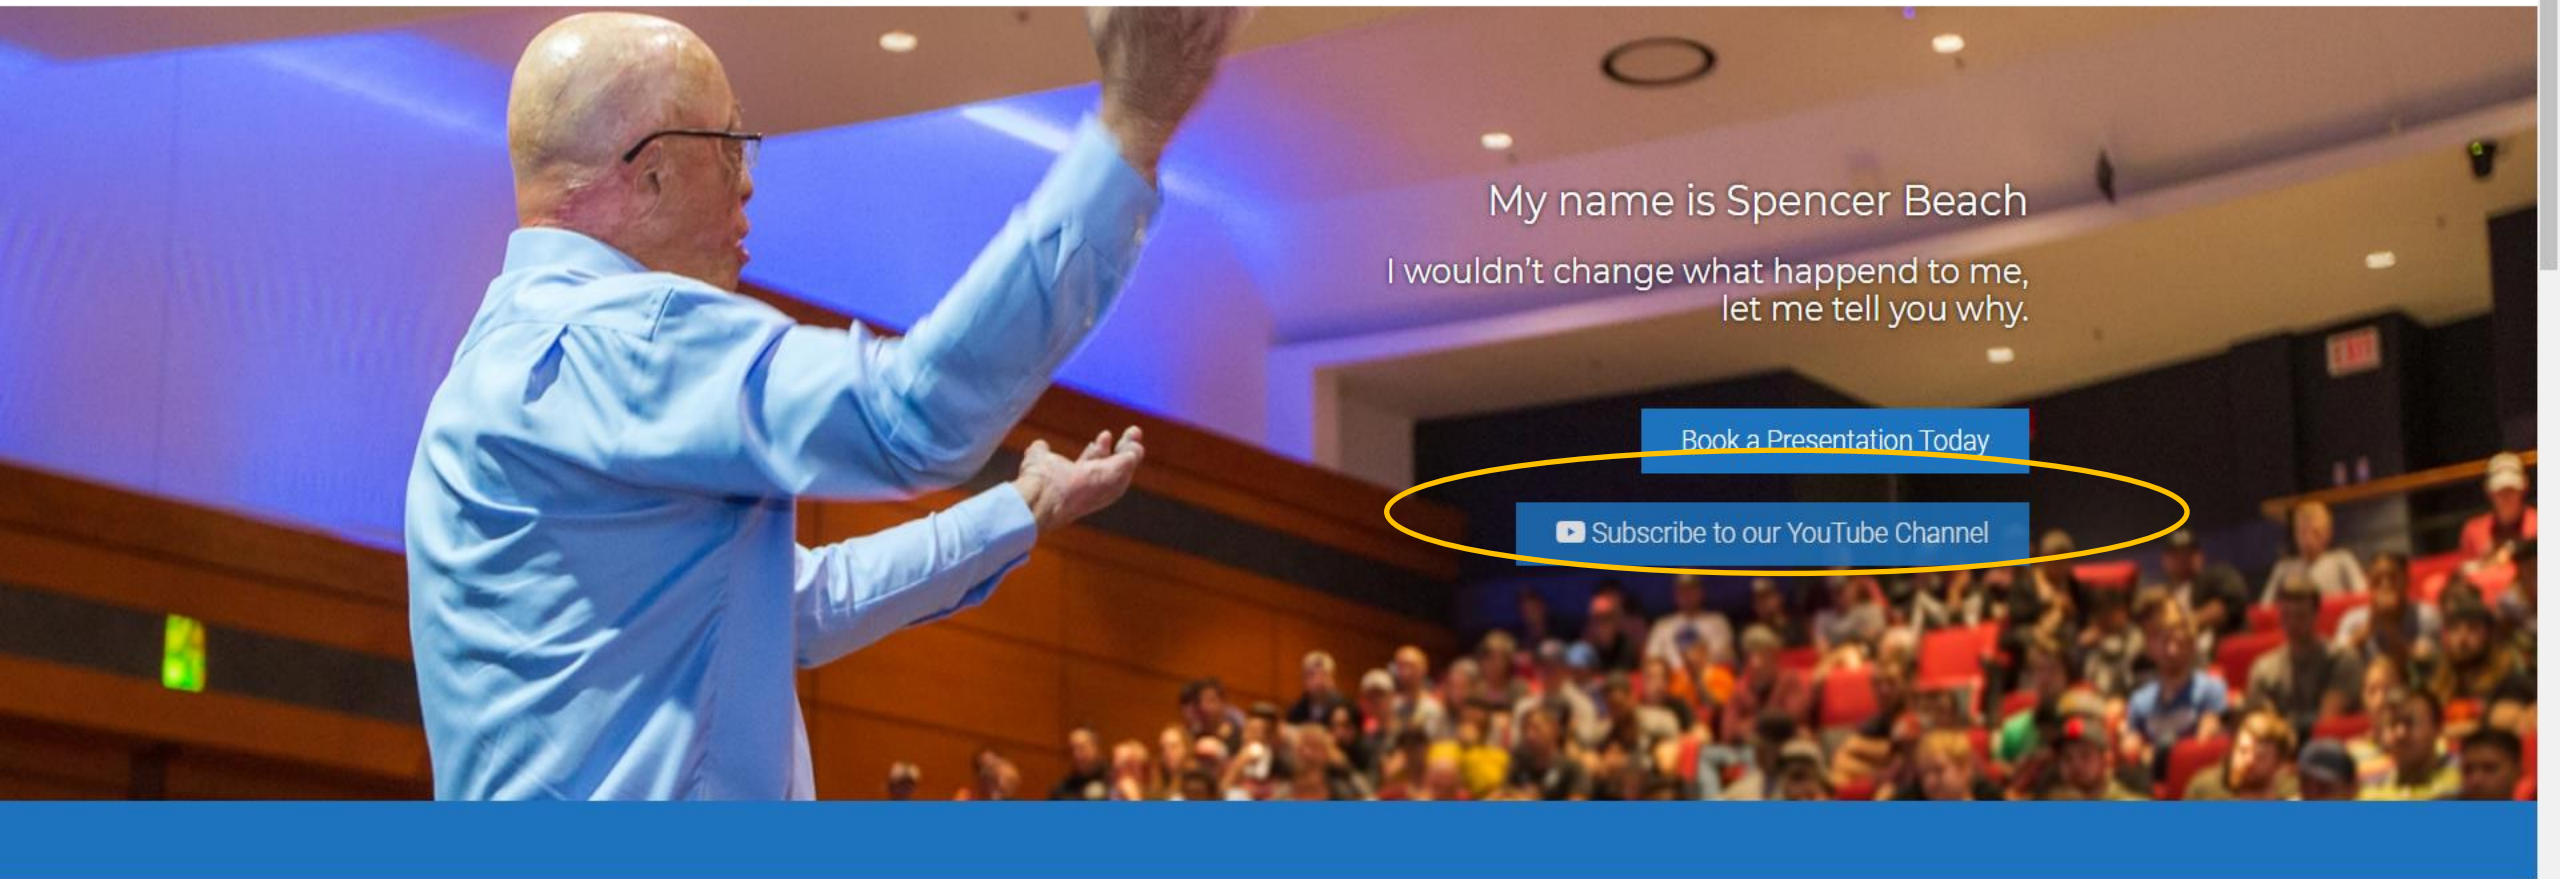 My name is Spencer Beach
I wouldn't change what happend to me,
let me tell you why.
EXIT
Book a Presentation Today
Subscribe to our YouTube Channel